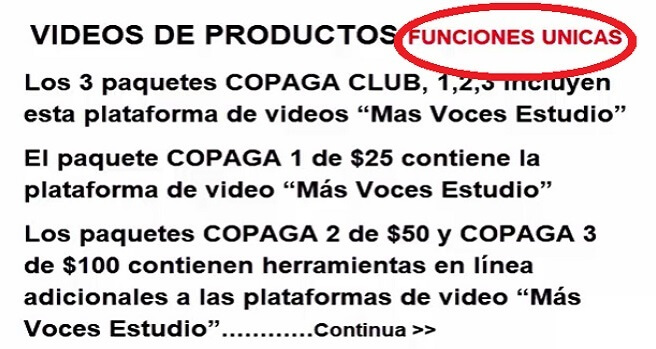 VIDEOS DE PRODUCTOS FUNCIONES UNICAS
Los 3 paquetes COPAGA CLUB, 1,2,3 incluyen
esta plataforma de videos “Mas Voces Estudio”
El paquete COPAGA 1 de $25 contiene la
plataforma de video “Más Voces Estudio”
Los paquetes COPAGA 2 de $50 y COPAGA 3
de $100 contienen herramientas en línea
adicionales a las plataformas de video “Más
Voces Estudio”............Continua >>